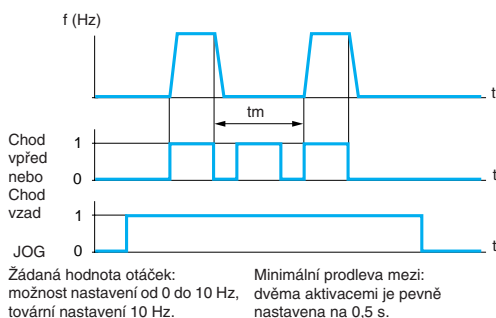 f (Hz)
t
tm
Chod
vpřed
nebo
Chod
vzad
1
0
t
1
JOG 0
t
Žádaná hodnota otáček:
možnost nastavení od 0 do 10 Hz,
tovární nastavení 10 Hz.
Minimální prodleva mezi:
dvěma aktivacemi je pevně
nastavena na 0,5 s.